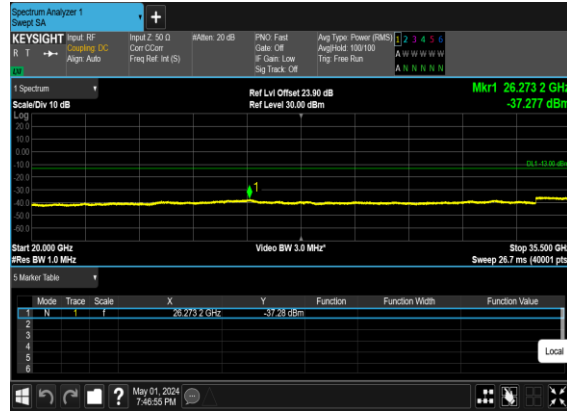 Spectrum Analyzer 1
Swept SA
+
KEYSIGHT Input: RF Input Z: 50 Ω #Atten: 20 dB PNO: Fast Avg Type: Power (RMS) 1 2 3 4 5 6
R T Coupling: DC Corr CCorr Gate: Off Avg|Hold: 100/100 A W W W W W
Align: Auto Freq Ref: Int (S) IF Gain: Low Trig: Free Run
Sig Track: Off A N N N N N
1 Spectrum
Ref Lvl Offset 23.90 dB Mkr1 26.273 2 GHz
Scale/Div 10 dB Ref Level 30.00 dBm -37.277 dBm
Log
20.0
10.0
0.00
-10.0
DL1 -13.00 dBm
-20.0
-30.0
1
-40.0
-50.0
-60.0
Start 20.000 GHz Video BW 3.0 MHz* Stop 35.500 GHz
#Res BW 1.0 MHz Sweep 26.7 ms (40001 pts)
5 Marker Table
Mode Trace Scale X Y Function Function Width Function Value
1 N 1 f 26.273 2 GHz -37.28 dBm
2
3
4
5
6
Local
? May 01, 2024
7:46:55 PM